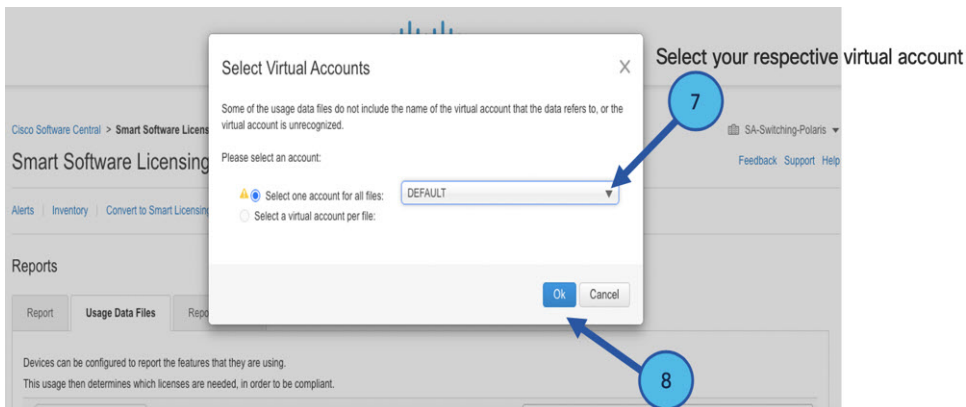 Select Virtual Accounts
X
Select your respective virtual account
7
Some of the usage data files do not include the name of the virtual account that the data refers to, or the
virtual account is unrecognized.
Cisco Software Central > Smart Software Licens
SA-Switching-Polaris
Smart Software Licensing
Please select an account:
Feedback Support Help
Select one account for all files: DEFAULT
Select a virtual account per file:
Alerts | Inventory | Convert to Smart Licensing
Reports
Ok Cancel
Report Usage Data Files Repo
Devices can be configured to report the features that they are using.
This usage then determines which licenses are needed, in order to be compliant.
8